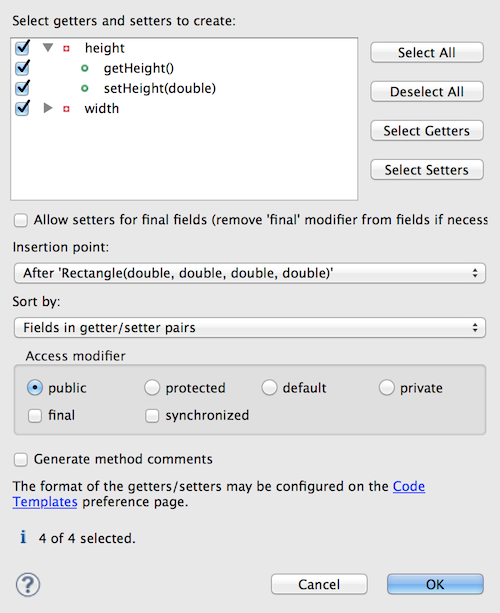 Select getters and setters to create:
height
getHeight()
setHeight(double)
width
Select All
Deselect All
Select Getters
Select Setters
Allow setters for final fields (remove 'final' modifier from fields if necess
Insertion point:
After 'Rectangle(double, double, double, double)'
Sort by:
Fields in getter/setter pairs
Access modifier
public protected default private
final synchronized
Generate method comments
The format of the getters/setters may be configured on the Code
Templates preference page.
i 4 of 4 selected.
? Cancel OK